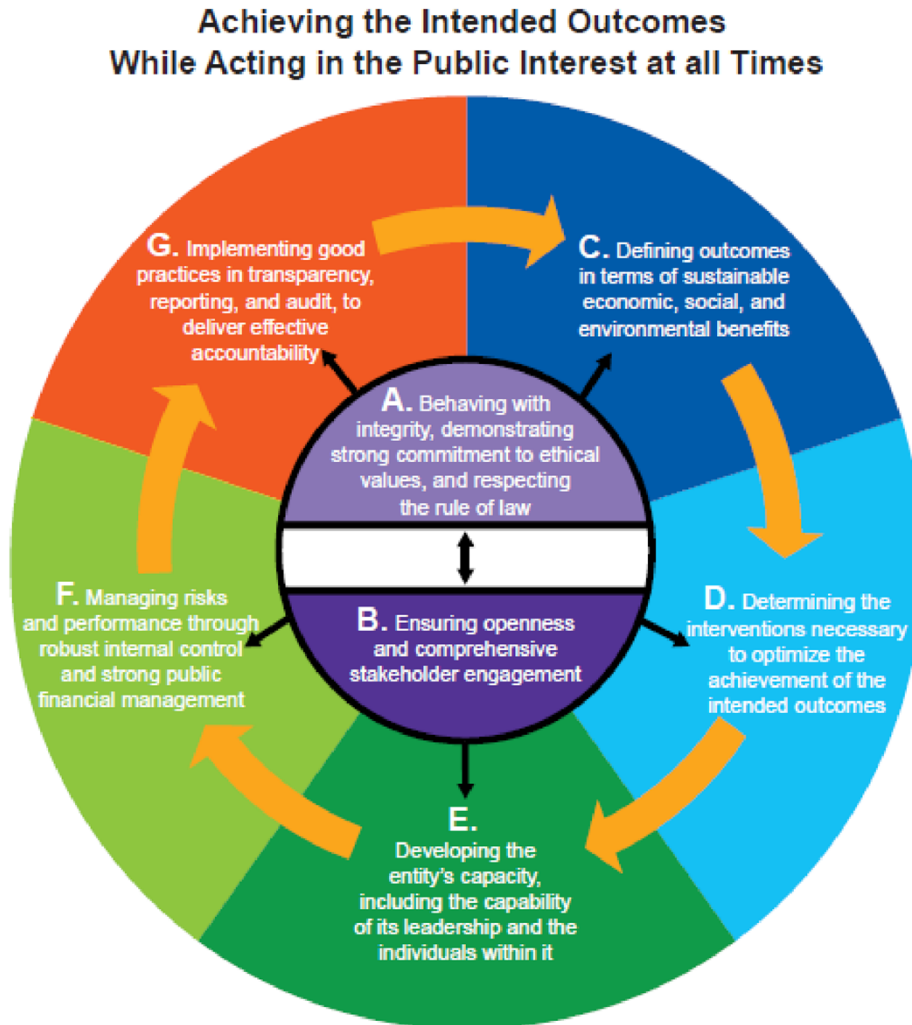 Achieving the Intended Outcomes
While Acting in the Public Interest at all Times
G. Implementing good
practices in transparency,
reporting, and audit, to
deliver effective
accountability
C. Defining outcomes
in terms of sustainable
economic, social, and
environmental benefits
A. Behaving with
integrity, demonstrating
strong commitment to ethical
values, and respecting
the rule of law
F. Managing risks
and performance through
robust internal control
and strong public
financial management
B. Ensuring openness
and comprehensive
stakeholder engagement
D. Determining the
interventions necessary
to optimize the
achievement of the
intended outcomes
E.
Developing the
entity's capacity,
including the capability
of its leadership and the
individuals within it